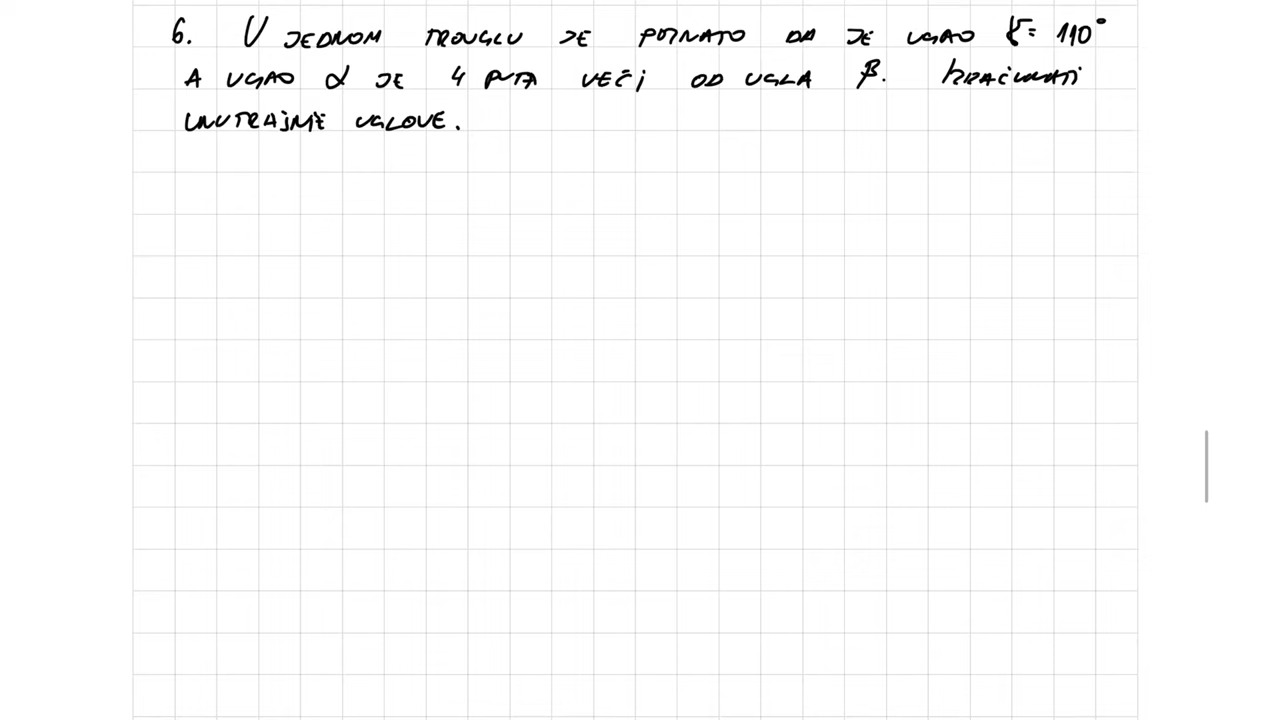 6. U JEDNOM TROUGLU JE POZNATO DA JE UGAO γ = 110°
A UGAO α JE 4 PUTA VEĆI OD UGLA β. IZRAČUNATI
UNUTRAŠNJE UGLOVE.